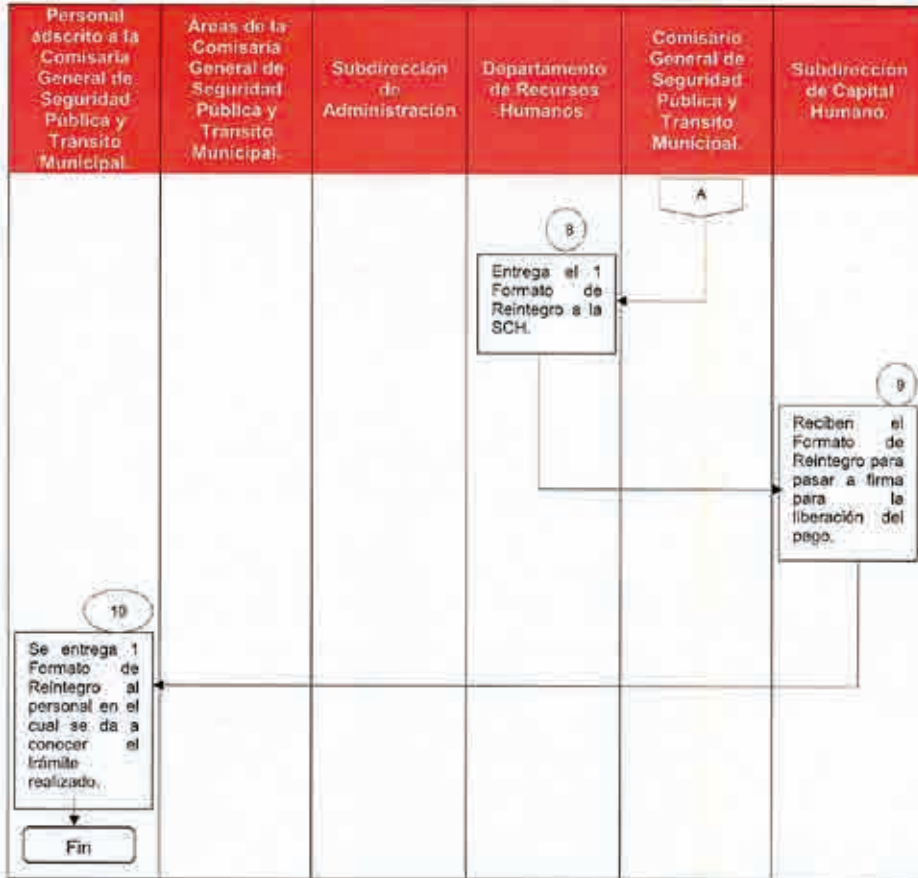 Personal
adscrito a la
Comisaría
General de
Seguridad
Pública y
Tránsito
Municipal.
Áreas de la
Comisaría
General de
Seguridad
Pública y
Tránsito
Municipal.
Subdirección
de
Administración
Departamento
de Recursos
Humanos
Comisario
General de
Seguridad
Pública y
Tránsito
Municipal.
Subdirección
de Capital
Humano.
A
8
Entrega el 1
Formato de
Reintegro a la
SCH.
9
Reciben el
Formato de
Reintegro para
pasar a firma
para la
liberación del
pago.
10
Se entrega 1
Formato de
Reintegro al
personal en el
cual se da a
conocer el
trámite
realizado.
Fin